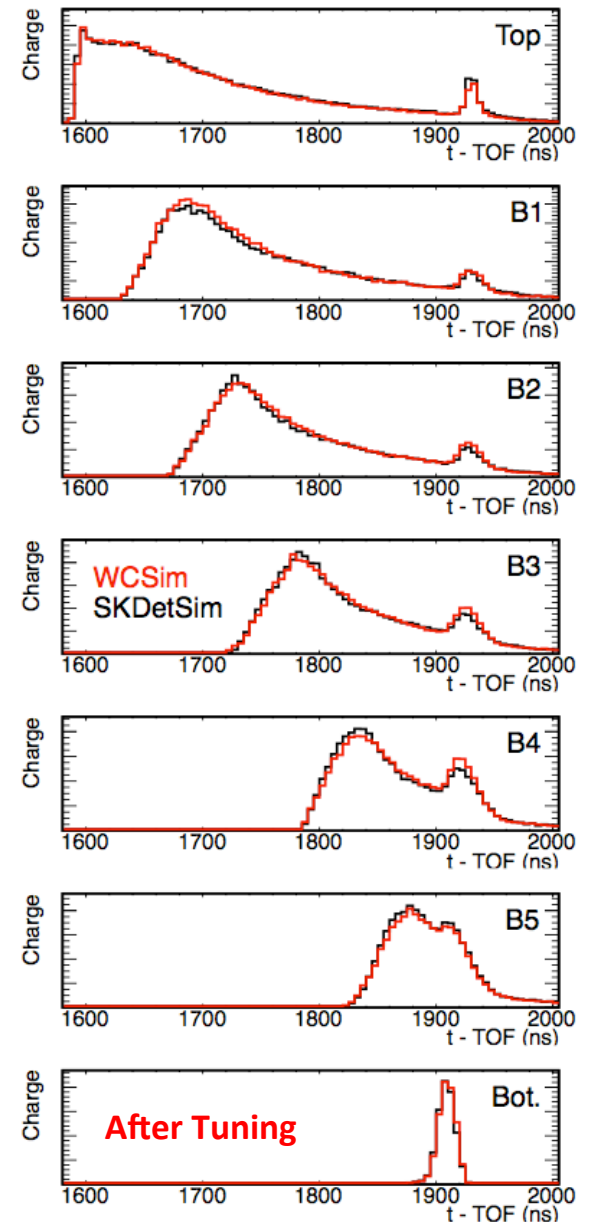 Charge
Top
1600 1700 1800 1900 2000
t - TOF (ns)
Charge
B1
1600 1700 1800 1900 2000
t - TOF (ns)
Charge
B2
1600 1700 1800 1900 2000
t - TOF (ns)
Charge
B3
WCSim
SKDetSim
1600 1700 1800 1900 2000
t - TOF (ns)
Charge
B4
1600 1700 1800 1900 2000
t - TOF (ns)
Charge
B5
1600 1700 1800 1900 2000
t - TOF (ns)
Charge
Bot.
After Tuning
1600 1700 1800 1900 2000
t - TOF (ns)